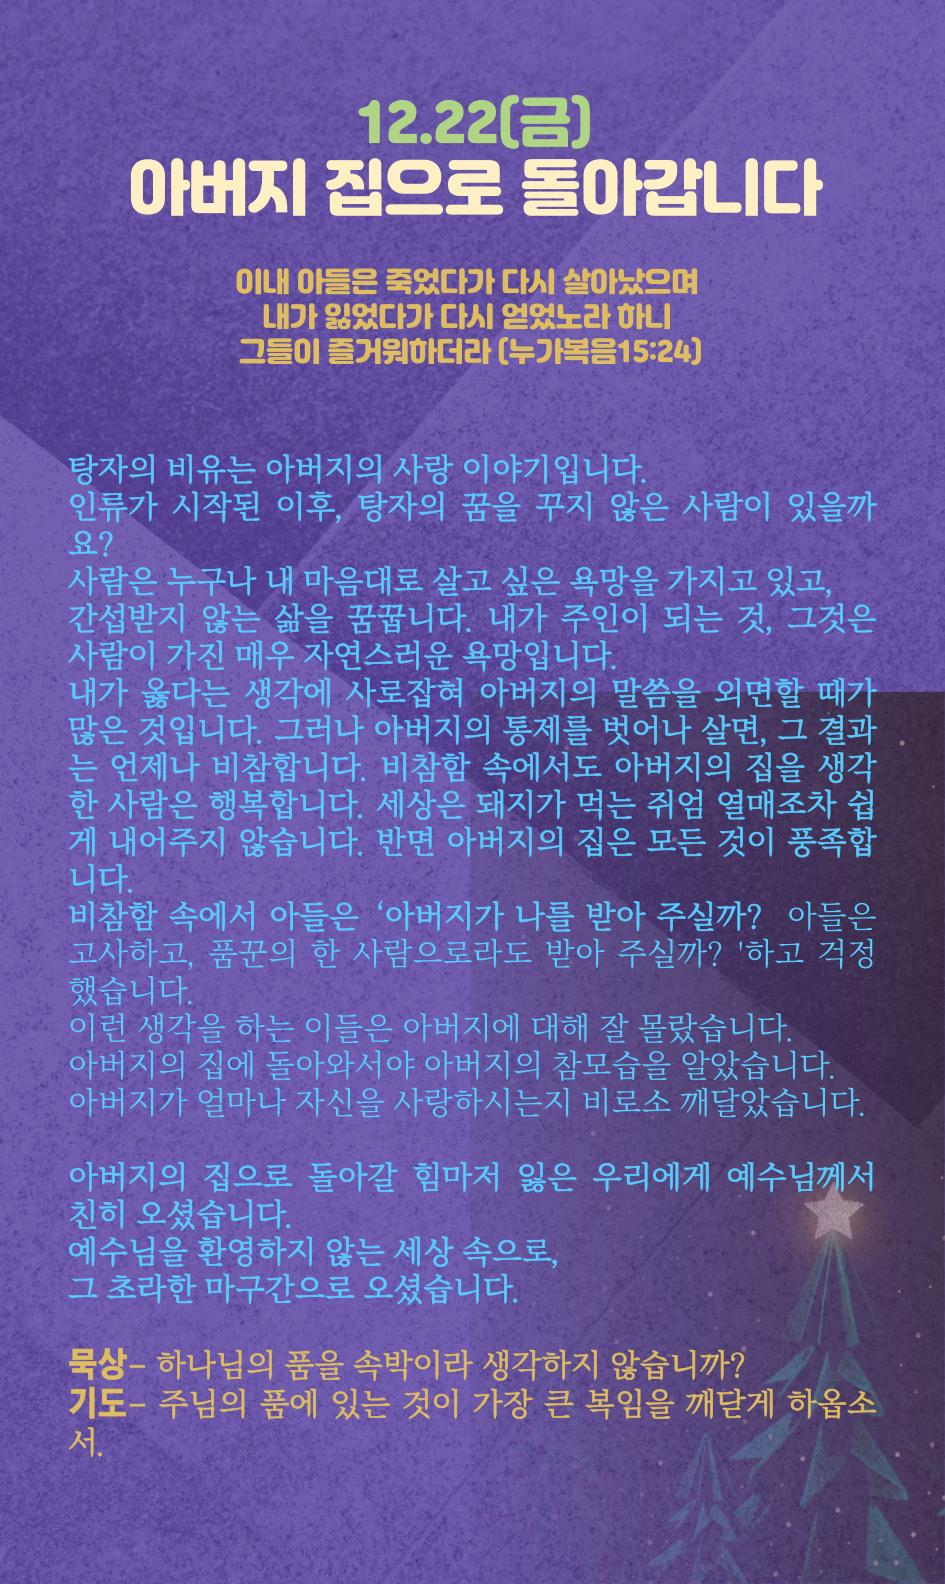 12.22(금)
아버지 집으로 돌아갑니다
이내 아들은 죽었다가 다시 살아났으며
내가 잃었다가 다시 얻었노라 하니
그들이 즐거워하더라 (누가복음15:24)
탕자의 비유는 아버지의 사랑 이야기입니다.
인류가 시작된 이후, 탕자의 꿈을 꾸지 않은 사람이 있을까
요?
사람은 누구나 내 마음대로 살고 싶은 욕망을 가지고 있고,
간섭받지 않는 삶을 꿈꿉니다. 내가 주인이 되는 것, 그것은
사람이 가진 매우 자연스러운 욕망입니다.
내가 옳다는 생각에 사로잡혀 아버지의 말씀을 외면할 때가
많은 것입니다. 그러나 아버지의 통제를 벗어나 살면, 그 결과
는 언제나 비참합니다. 비참함 속에서도 아버지의 집을 생각
한 사람은 행복합니다. 세상은 돼지가 먹는 쥐엄 열매조차 쉽
게 내어주지 않습니다. 반면 아버지의 집은 모든 것이 풍족합
니다.
비참함 속에서 아들은 ‘아버지가 나를 받아 주실까? 아들은
고사하고, 품꾼의 한 사람으로라도 받아 주실까? '하고 걱정
했습니다.
이런 생각을 하는 이들은 아버지에 대해 잘 몰랐습니다.
아버지의 집에 돌아와서야 아버지의 참모습을 알았습니다.
아버지가 얼마나 자신을 사랑하시는지 비로소 깨달았습니다.
아버지의 집으로 돌아갈 힘마저 잃은 우리에게 예수님께서
친히 오셨습니다.
예수님을 환영하지 않는 세상 속으로,
그 초라한 마구간으로 오셨습니다.
묵상- 하나님의 품을 속박이라 생각하지 않습니까?
기도- 주님의 품에 있는 것이 가장 큰 복임을 깨닫게 하옵소
서.